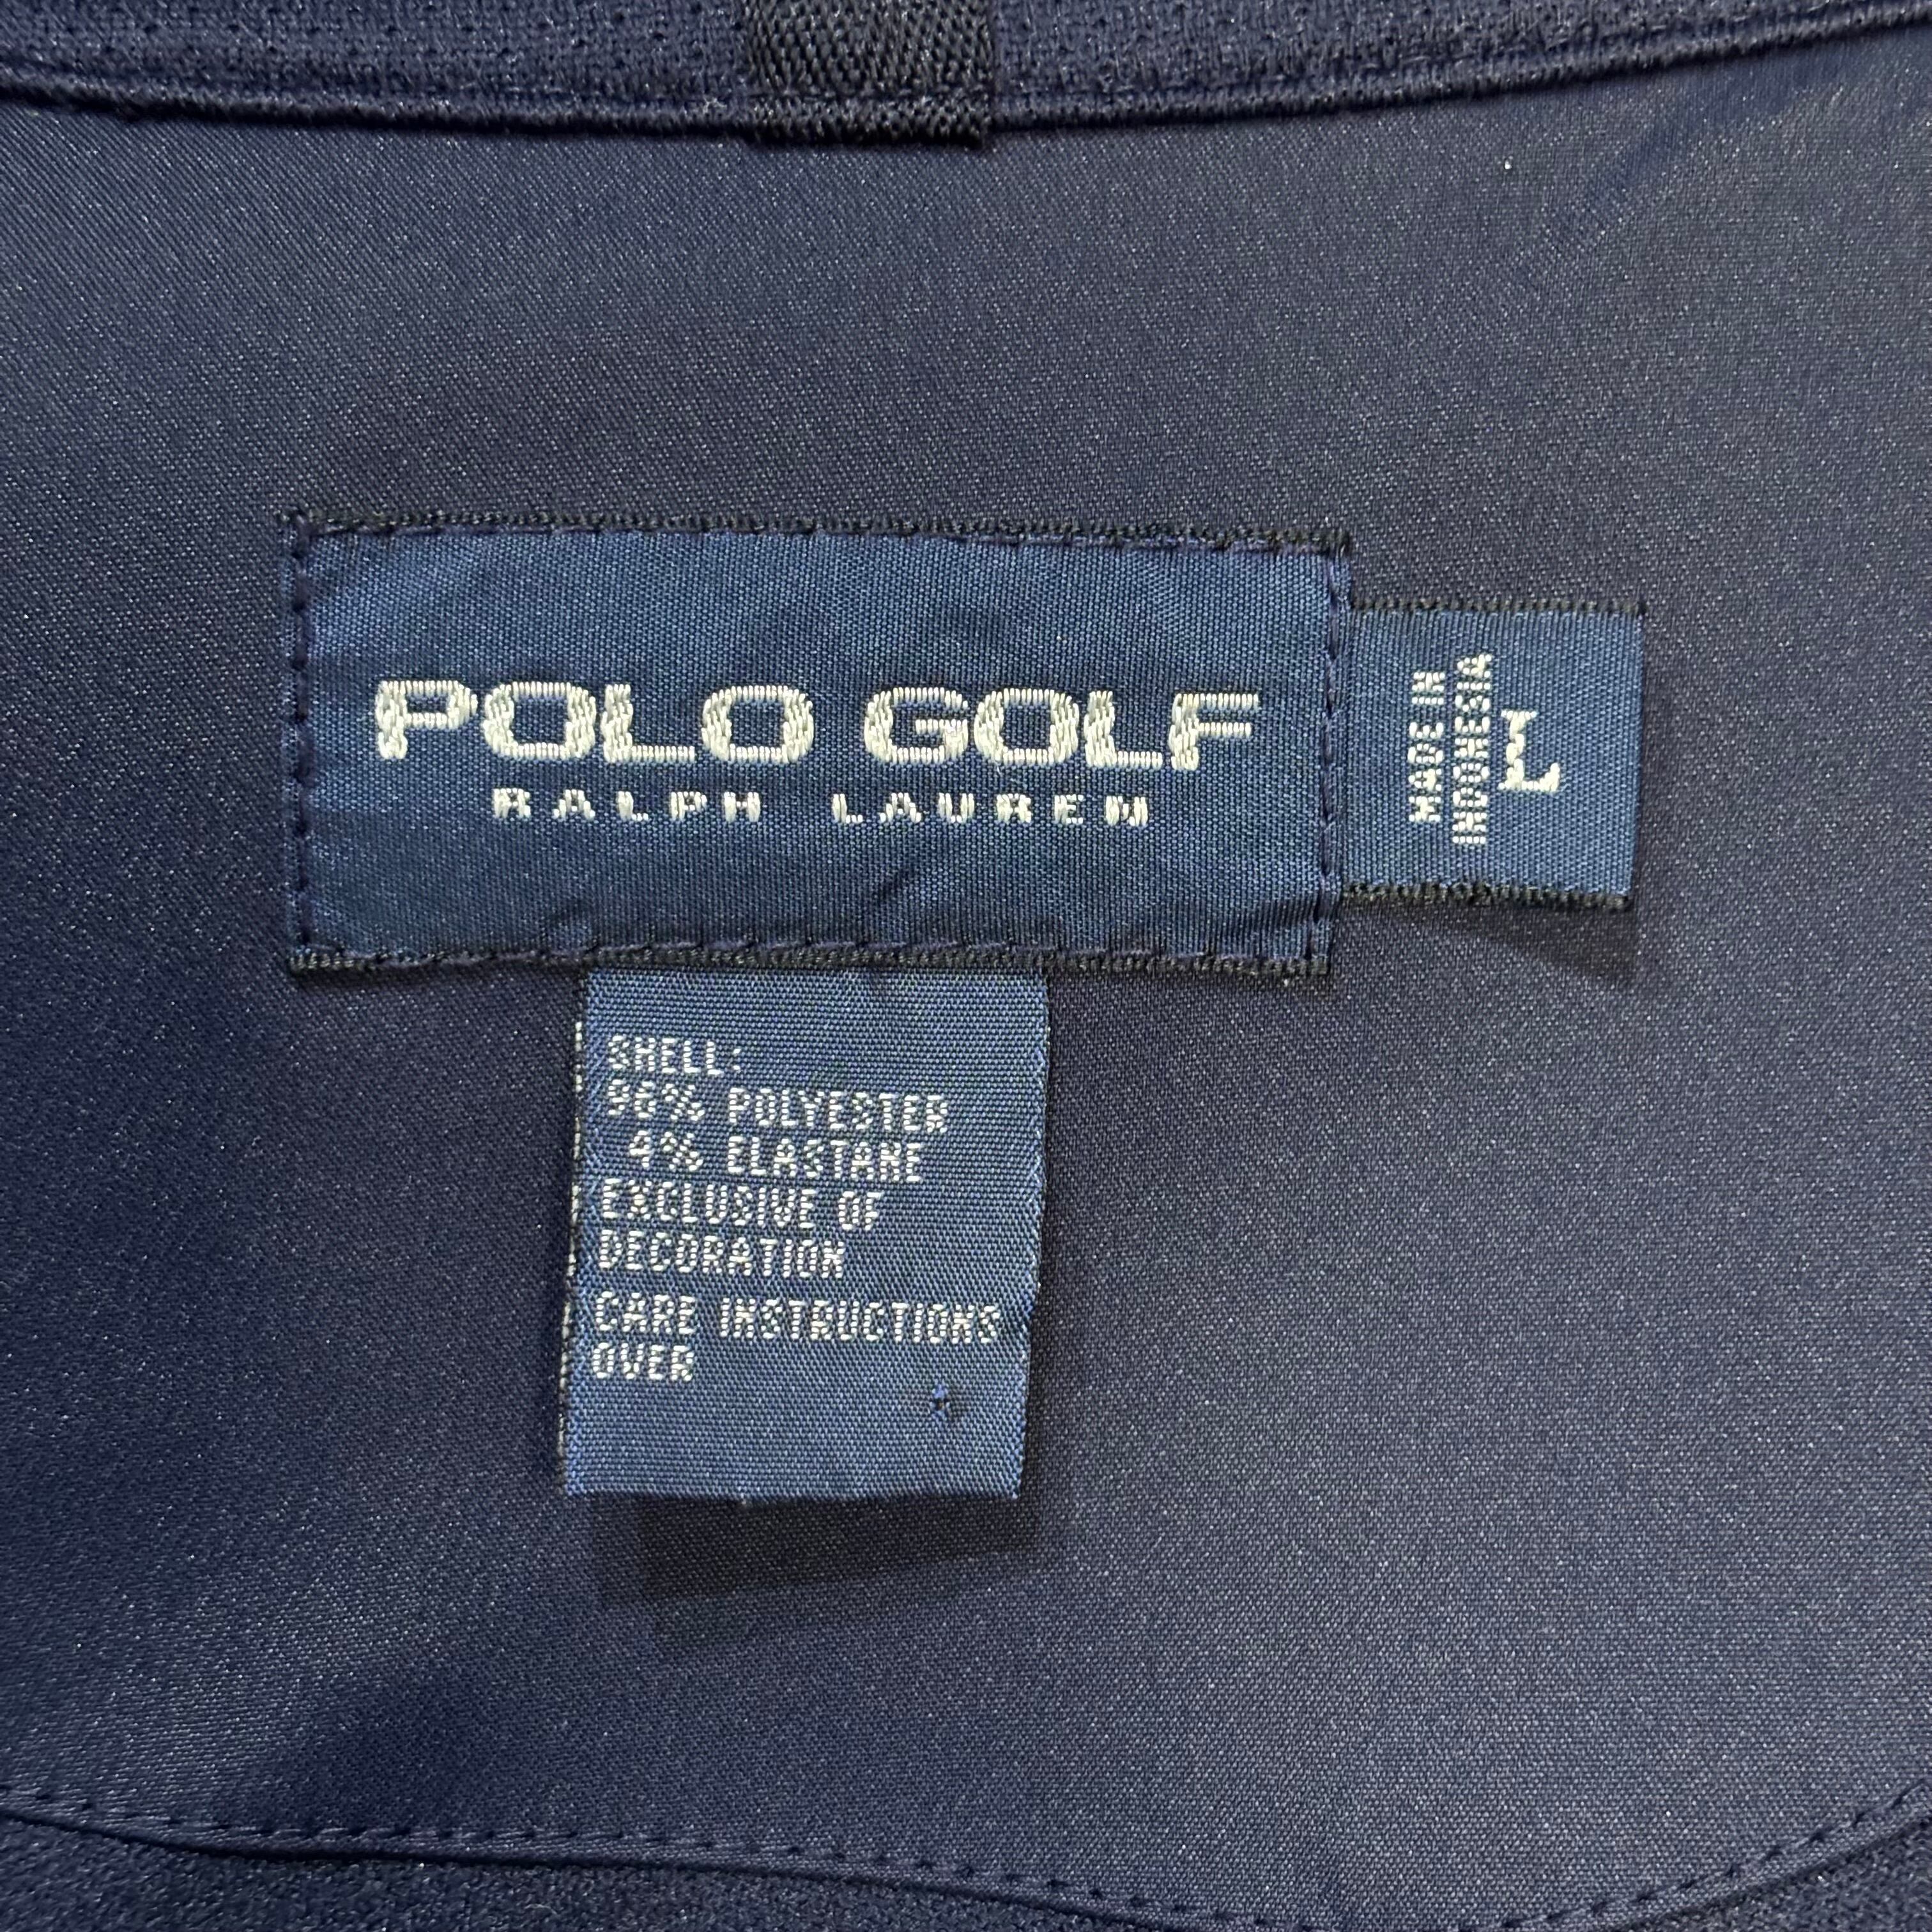 POLO GOLF
RALPH LAUREN
MADE IN
INDONESIA
L
SHELL:
96% POLYESTER
4% ELASTANE
EXCLUSIVE OF
DECORATION
CARE INSTRUCTIONS
OVER